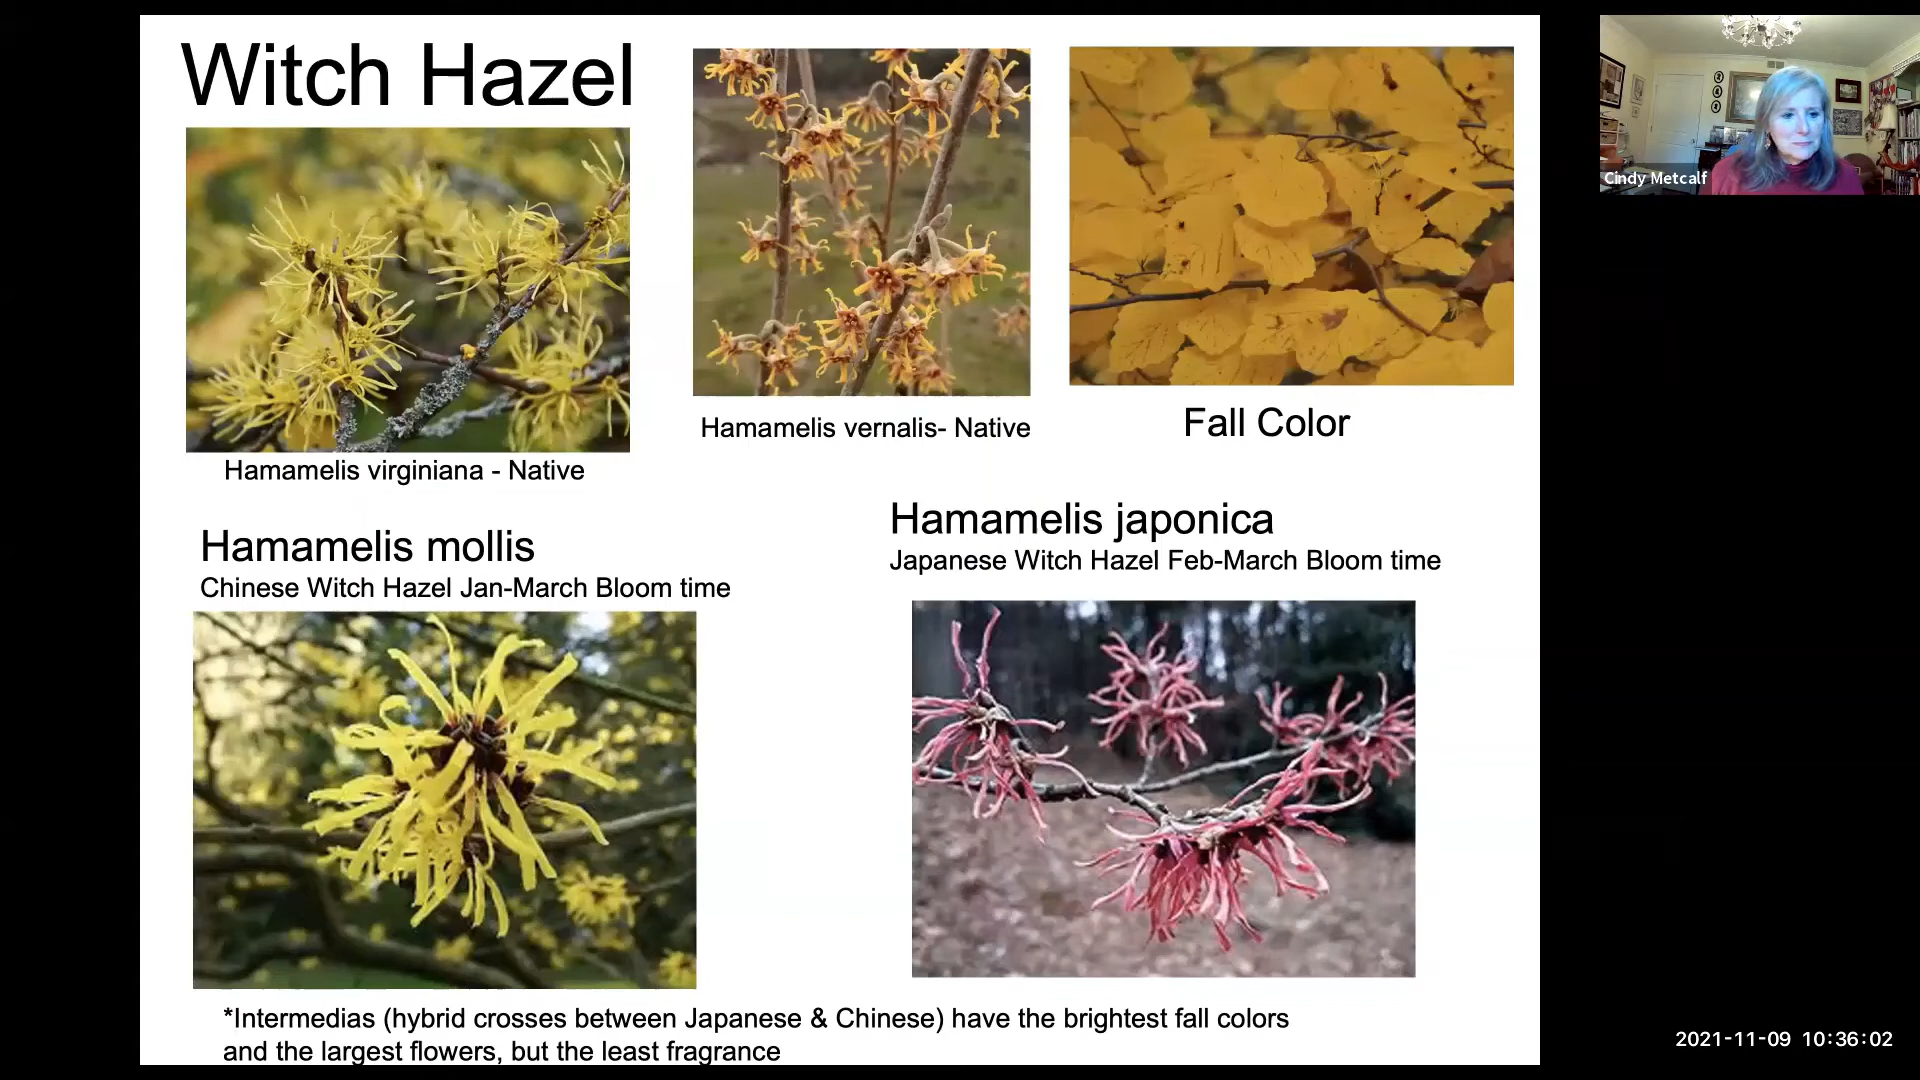 Witch Hazel
Hamamelis virginiana - Native
Hamamelis vernalis- Native
Fall Color
Hamamelis mollis
Chinese Witch Hazel Jan-March Bloom time
Hamamelis japonica
Japanese Witch Hazel Feb-March Bloom time
*Intermedias (hybrid crosses between Japanese & Chinese) have the brightest fall colors
and the largest flowers, but the least fragrance
Cindy Metcalf
2021-11-09 10:36:02